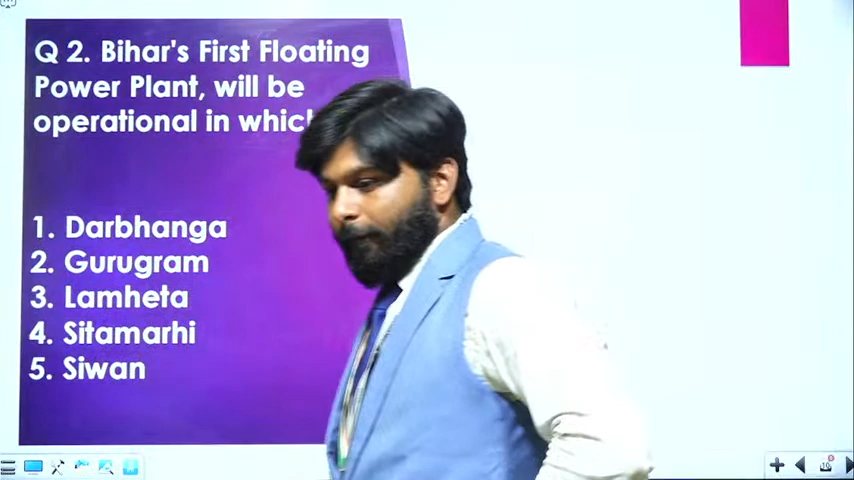 Q 2. Bihar's First Floating
Power Plant, will be
operational in which
1. Darbhanga
2. Gurugram
3. Lamheta
4. Sitamarhi
5. Siwan